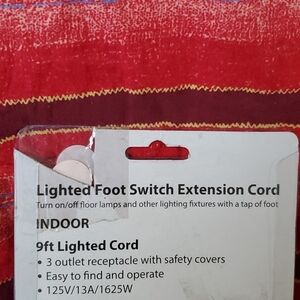 Lighted Foot Switch Extension Cord
Turn on/off floor lamps and other lighting fixtures with a tap of foot
INDOOR
9ft Lighted Cord
• 3 outlet receptacle with safety covers
• Easy to find and operate
• 125V/13A/1625W